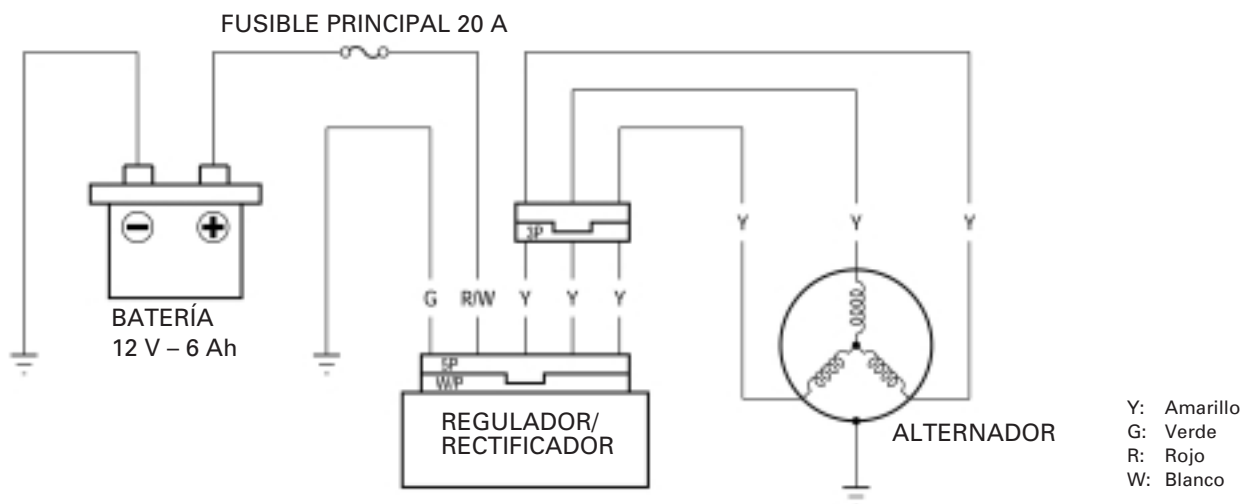 FUSIBLE PRINCIPAL 20 A
3P
Y Y Y
G R/W Y Y Y
BATERÍA
12 V – 6 Ah
5P
W/P
REGULADOR/
RECTIFICADOR
ALTERNADOR
Y: Amarillo
G: Verde
R: Rojo
W: Blanco